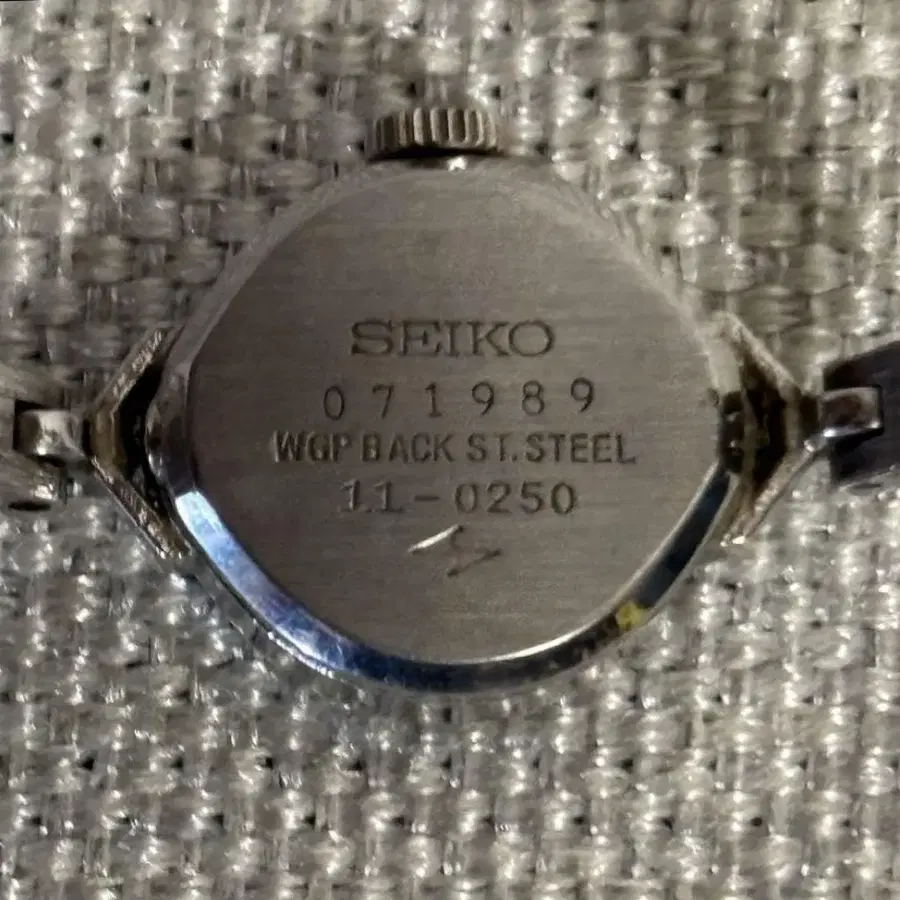 SEIKO
071989
WGP BACK ST.STEEL
11-0250